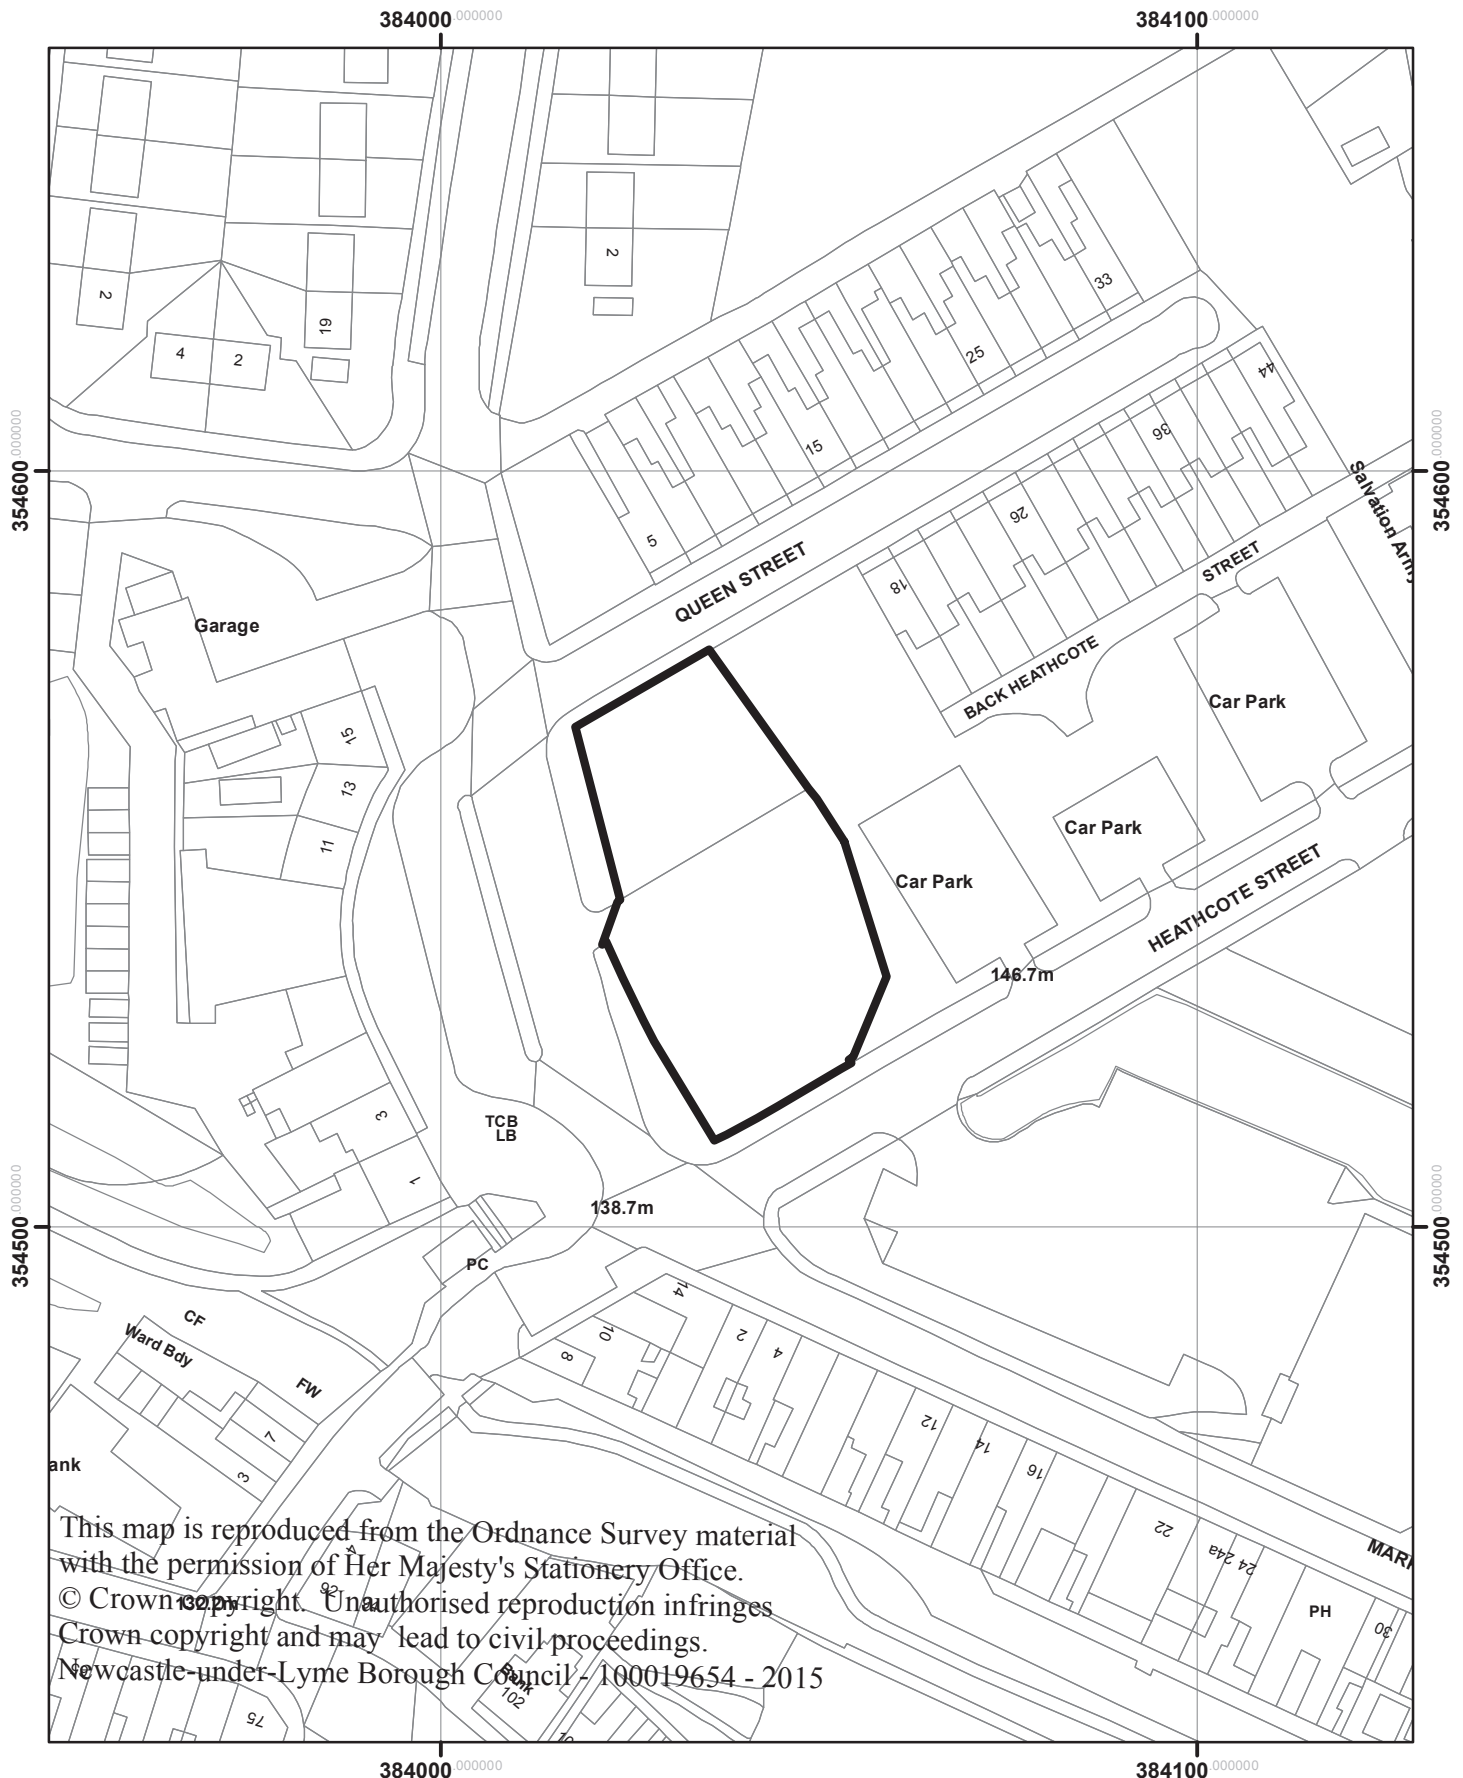 384000.000000
384100.000000
354600.000000
354600.000000
2
2
19
4
2
33
25
15
5
44
36
26
18
QUEEN STREET
Salvation Army
STREET
BACK HEATHCOTE
Garage
Car Park
Car Park
Car Park
HEATHCOTE STREET
146.7m
15
13
11
3
1
TCB
LB
138.7m
354500.000000
354500.000000
PC
CF
Ward Bdy
FW
7
3
ank
14
10
8
2
4
12
14
16
22
24 24a
PH
30
MARK
This map is reproduced from the Ordnance Survey material
with the permission of Her Majesty's Stationery Office.
© Crown copyright. Unauthorised reproduction infringes
Crown copyright and may lead to civil proceedings.
Newcastle-under-Lyme Borough Council - 100019654 - 2015
132.2m
92
Bank
102
75
384000.000000
384100.000000